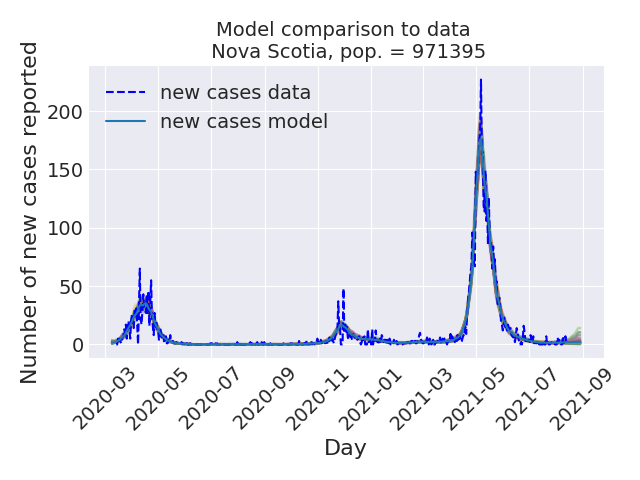 Model comparison to data
Nova Scotia, pop. = 971395
Number of new cases reported
200
150
100
50
0
new cases data
new cases model
2020-03
2020-05
2020-07
2020-09
2020-11
2021-01
2021-03
2021-05
2021-07
2021-09
Day